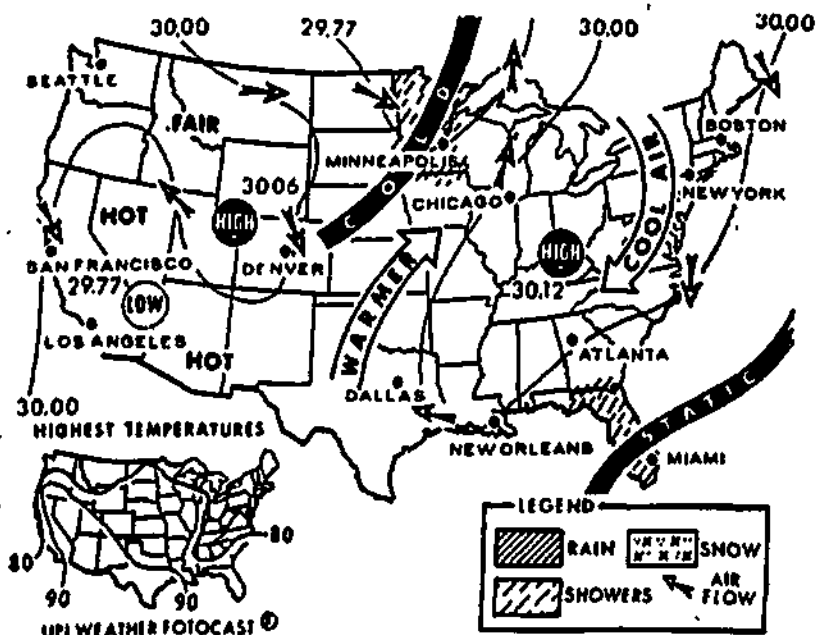 30.00
29.77
30.00
30.00
SEATTLE
FAIR
COLD
BOSTON
MINNEAPOLIS
COOL AIR
NEW YORK
30.06
CHICAGO
HOT
HIGH
HIGH
SAN FRANCISCO
DENVER
29.77
LOW
30.12
WARMER
LOS ANGELES
HOT
ATLANTA
DALLAS
STATIC
30.00
NEW ORLEANS
MIAMI
HIGHEST TEMPERATURES
LEGEND
RAIN
SNOW
SHOWERS
AIR
FLOW
80
80
90
90
UPI WEATHER FOTOCAST ®